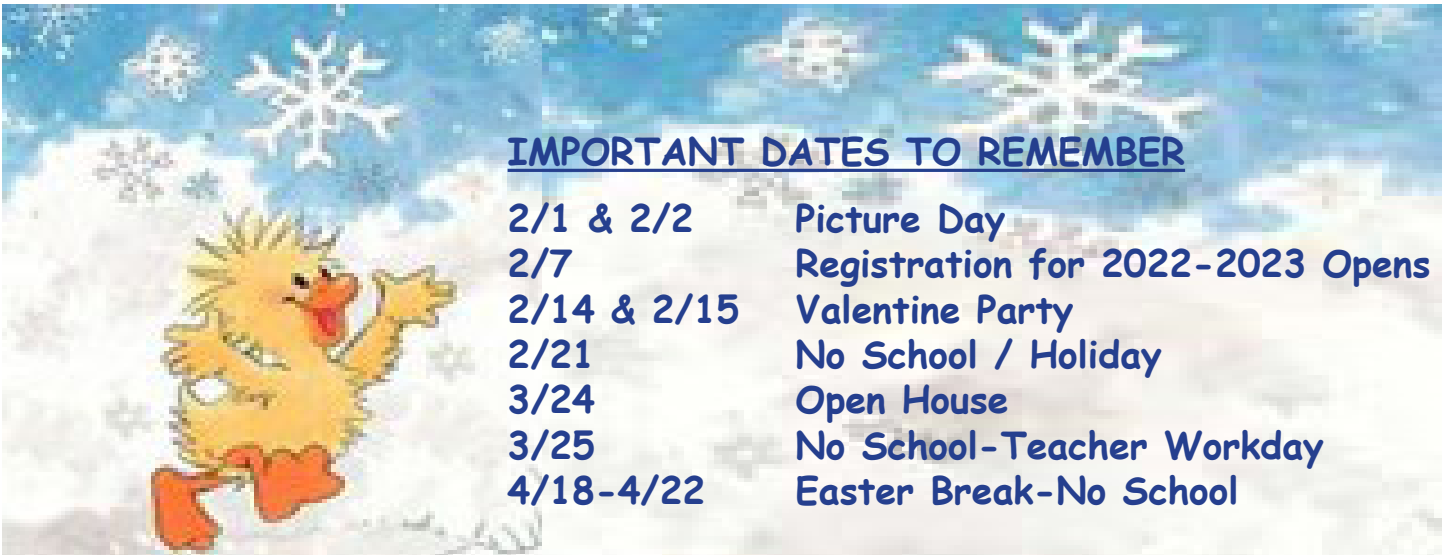 IMPORTANT DATES TO REMEMBER
2/1 & 2/2 Picture Day
2/7 Registration for 2022-2023 Opens
2/14 & 2/15 Valentine Party
2/21 No School / Holiday
3/24 Open House
3/25 No School-Teacher Workday
4/18-4/22 Easter Break-No School